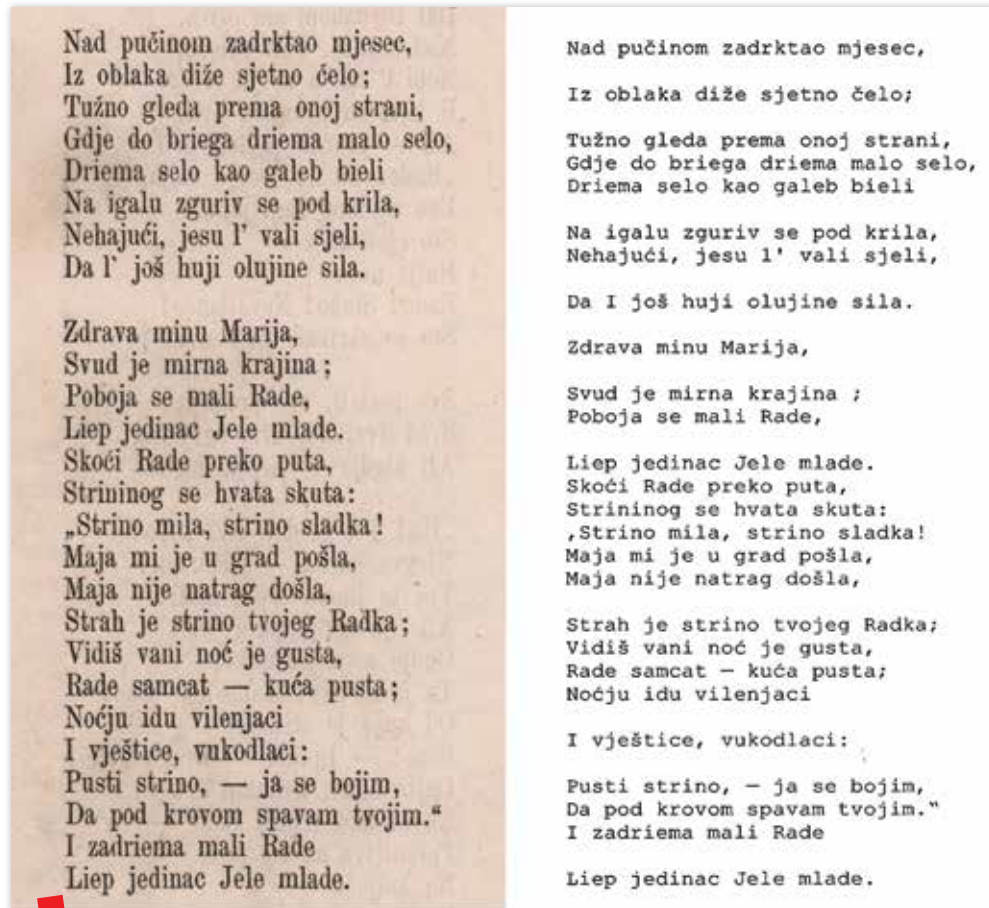 Nad pučinom zadrktao mjesec,
Iz oblaka diže sjetno čelo;
Tužno gleda prema onoj strani,
Gdje do briega driema malo selo,
Driema selo kao galeb bieli
Na igalu zguriv se pod krila,
Nehajući, jesu l' vali sjeli,
Da l' još huji olujine sila.
Zdrava minu Marija,
Svud je mirna krajina;
Poboja se mali Rade,
Liep jedinac Jele mlade.
Skoći Rade preko puta,
Strininog se hvata skuta:
„Strino mila, strino sladka!
Maja mi je u grad pošla,
Maja nije natrag došla,
Strah je strino tvojeg Radka;
Vidiš vani noć je gusta,
Rade samcat — kuća pusta;
Noćju idu vilenjaci
I vještice, vukodlaci:
Pusti strino, — ja se bojim,
Da pod krovom spavam tvojim.“
I zadriema mali Rade
Liep jedinac Jele mlade.
Nad pučinom zadrktao mjesec,
Iz oblaka diže sjetno čelo;
Tužno gleda prema onoj strani,
Gdje do briega driema malo selo,
Driema selo kao galeb bieli
Na igalu zguriv se pod krila,
Nehajući, jesu l' vali sjeli,
Da I još huji olujine sila.
Zdrava minu Marija,
Svud je mirna krajina ;
Poboja se mali Rade,
Liep jedinac Jele mlade.
Skoći Rade preko puta,
Strininog se hvata skuta:
‚Strino mila, strino sladka!
Maja mi je u grad pošla,
Maja nije natrag došla,
Strah je strino tvojeg Radka;
Vidiš vani noć je gusta,
Rade samcat — kuća pusta;
Noćju idu vilenjaci
I vještice, vukodlaci:
Pusti strino, — ja se bojim,
Da pod krovom spavam tvojim.“
I zadriema mali Rade
Liep jedinac Jele mlade.